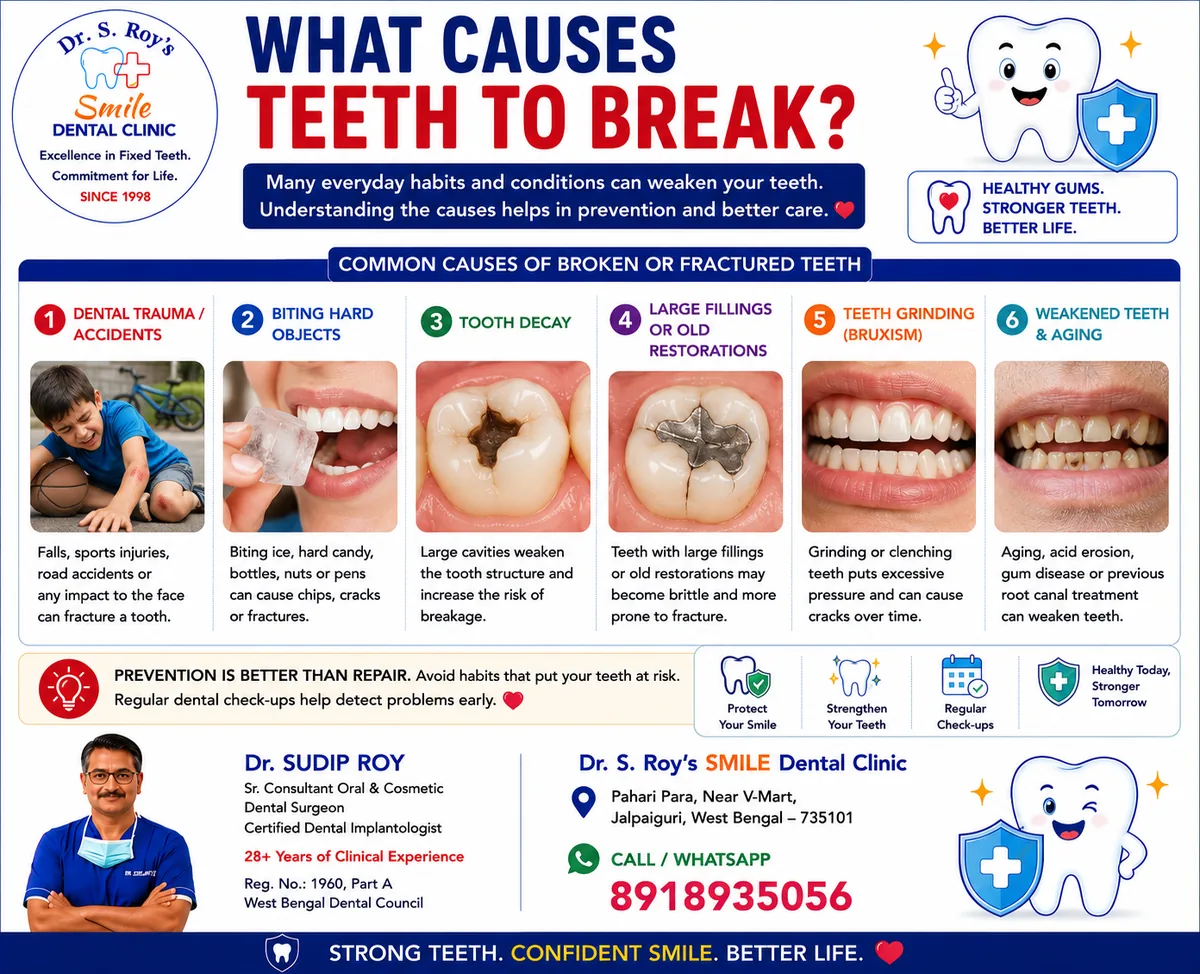 Dr. S. Roy's
Smile
DENTAL CLINIC
Excellence in Fixed Teeth.
Commitment for Life.
SINCE 1998
WHAT CAUSES
TEETH TO BREAK?
Many everyday habits and conditions can weaken your teeth.
Understanding the causes helps in prevention and better care.
HEALTHY GUMS.
STRONGER TEETH.
BETTER LIFE.
COMMON CAUSES OF BROKEN OR FRACTURED TEETH
1 DENTAL TRAUMA /
ACCIDENTS
Falls, sports injuries,
road accidents or
any impact to the face
can fracture a tooth.
2 BITING HARD
OBJECTS
Biting ice, hard candy,
bottles, nuts or pens
can cause chips, cracks
or fractures.
3 TOOTH DECAY
Large cavities weaken
the tooth structure and
increase the risk of
breakage.
4 LARGE FILLINGS
OR OLD
RESTORATIONS
Teeth with large fillings
or old restorations may
become brittle and more
prone to fracture.
5 TEETH GRINDING
(BRUXISM)
Grinding or clenching
teeth puts excessive
pressure and can cause
cracks over time.
6 WEAKENED TEETH
& AGING
Aging, acid erosion,
gum disease or previous
root canal treatment
can weaken teeth.
PREVENTION IS BETTER THAN REPAIR. Avoid habits that put your teeth at risk.
Regular dental check-ups help detect problems early.
Protect
Your Smile
Strengthen
Your Teeth
Regular
Check-ups
Healthy Today,
Stronger
Tomorrow
Dr. SUDIP ROY
Sr. Consultant Oral & Cosmetic
Dental Surgeon
Certified Dental Implantologist
28+ Years of Clinical Experience
Reg. No.: 1960, Part A
West Bengal Dental Council
Dr. S. Roy's SMILE Dental Clinic
Pahari Para, Near V-Mart,
Jalpaiguri, West Bengal – 735101
CALL / WHATSAPP
8918935056
STRONG TEETH. CONFIDENT SMILE. BETTER LIFE.